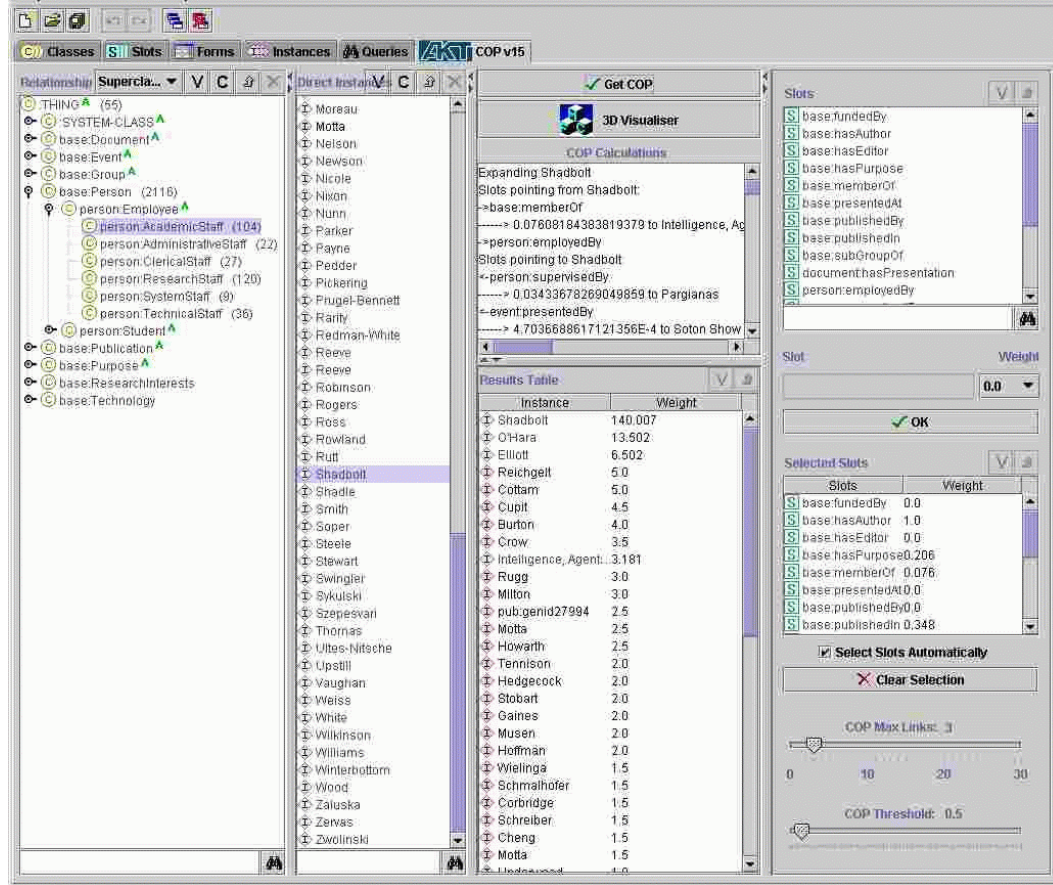 Classes
Slots
Forms
Instances
Queries
AKT
COP v15
Relationship Supercla... V C
THING A (55)
:SYSTEM-CLASS A
base:Document A
base:Event A
base:Group A
base:Person (2116)
person:Employee A
person:AcademicStaff (104)
person:AdministrativeStaff (22)
person:ClericalStaff (27)
person:ResearchStaff (120)
person:SystemStaff (9)
person:TechnicalStaff (36)
person:Student A
base:Publication A
base:Purpose A
base:ResearchInterests
base:Technology
Direct Instances V C
Moreau
Motta
Nelson
Newson
Nicole
Nixon
Nunn
Parker
Payne
Pedder
Pickering
Prugel-Bennett
Rarity
Redman-White
Reeve
Reeve
Robinson
Rogers
Ross
Rowland
Rutt
Shadbolt
Shadle
Smith
Soper
Steele
Stewart
Swingler
Sykulski
Szepesvari
Thornas
Ultes-Nitsche
Upstill
Vaughan
Weiss
White
Wilkinson
Williams
Winterbottom
Wood
Zaluska
Zervas
Zwolinski
Get COP
3D Visualiser
COP Calculations
Expanding Shadbolt
Slots pointing from Shadbolt:
->base:memberOf
------> 0.07608184383819379 to Intelligence, Ag
->person:employedBy
Slots pointing to Shadbolt
<-person:supervisedBy
------> 0.03433678269049859 to Pargianas
<-event:presentedBy
------> 4.7036688617121356E-4 to Soton Show
Results Table V
Instance Weight
Shadbolt 140.007
O'Hara 13.502
Elliott 6.502
Reichgelt 5.0
Cottam 5.0
Cupit 4.5
Burton 4.0
Crow 3.5
Intelligence, Agent... 3.181
Rugg 3.0
Milton 3.0
pub:genid27994 2.5
Motta 2.5
Howarth 2.5
Tennison 2.0
Hedgecock 2.0
Stobart 2.0
Gaines 2.0
Musen 2.0
Hoffman 2.0
Wielinga 1.5
Schmalhofer 1.5
Corbridge 1.5
Schreiber 1.5
Cheng 1.5
Motta 1.5
Slots V
base:fundedBy
base:hasAuthor
base:hasEditor
base:hasPurpose
base:memberOf
base:presentedAt
base:publishedBy
base:publishedIn
base:subGroupOf
document:hasPresentation
person:employedBy
Slot Weight
0.0
OK
Selected Slots V
Slots Weight
base:fundedBy 0.0
base:hasAuthor 1.0
base:hasEditor 0.0
base:hasPurpose 0.206
base:memberOf 0.076
base:presentedAt 0.0
base:publishedBy 0.0
base:publishedIn 0.348
Select Slots Automatically
Clear Selection
COP Max Links: 3
0 10 20 30
COP Threshold: 0.5